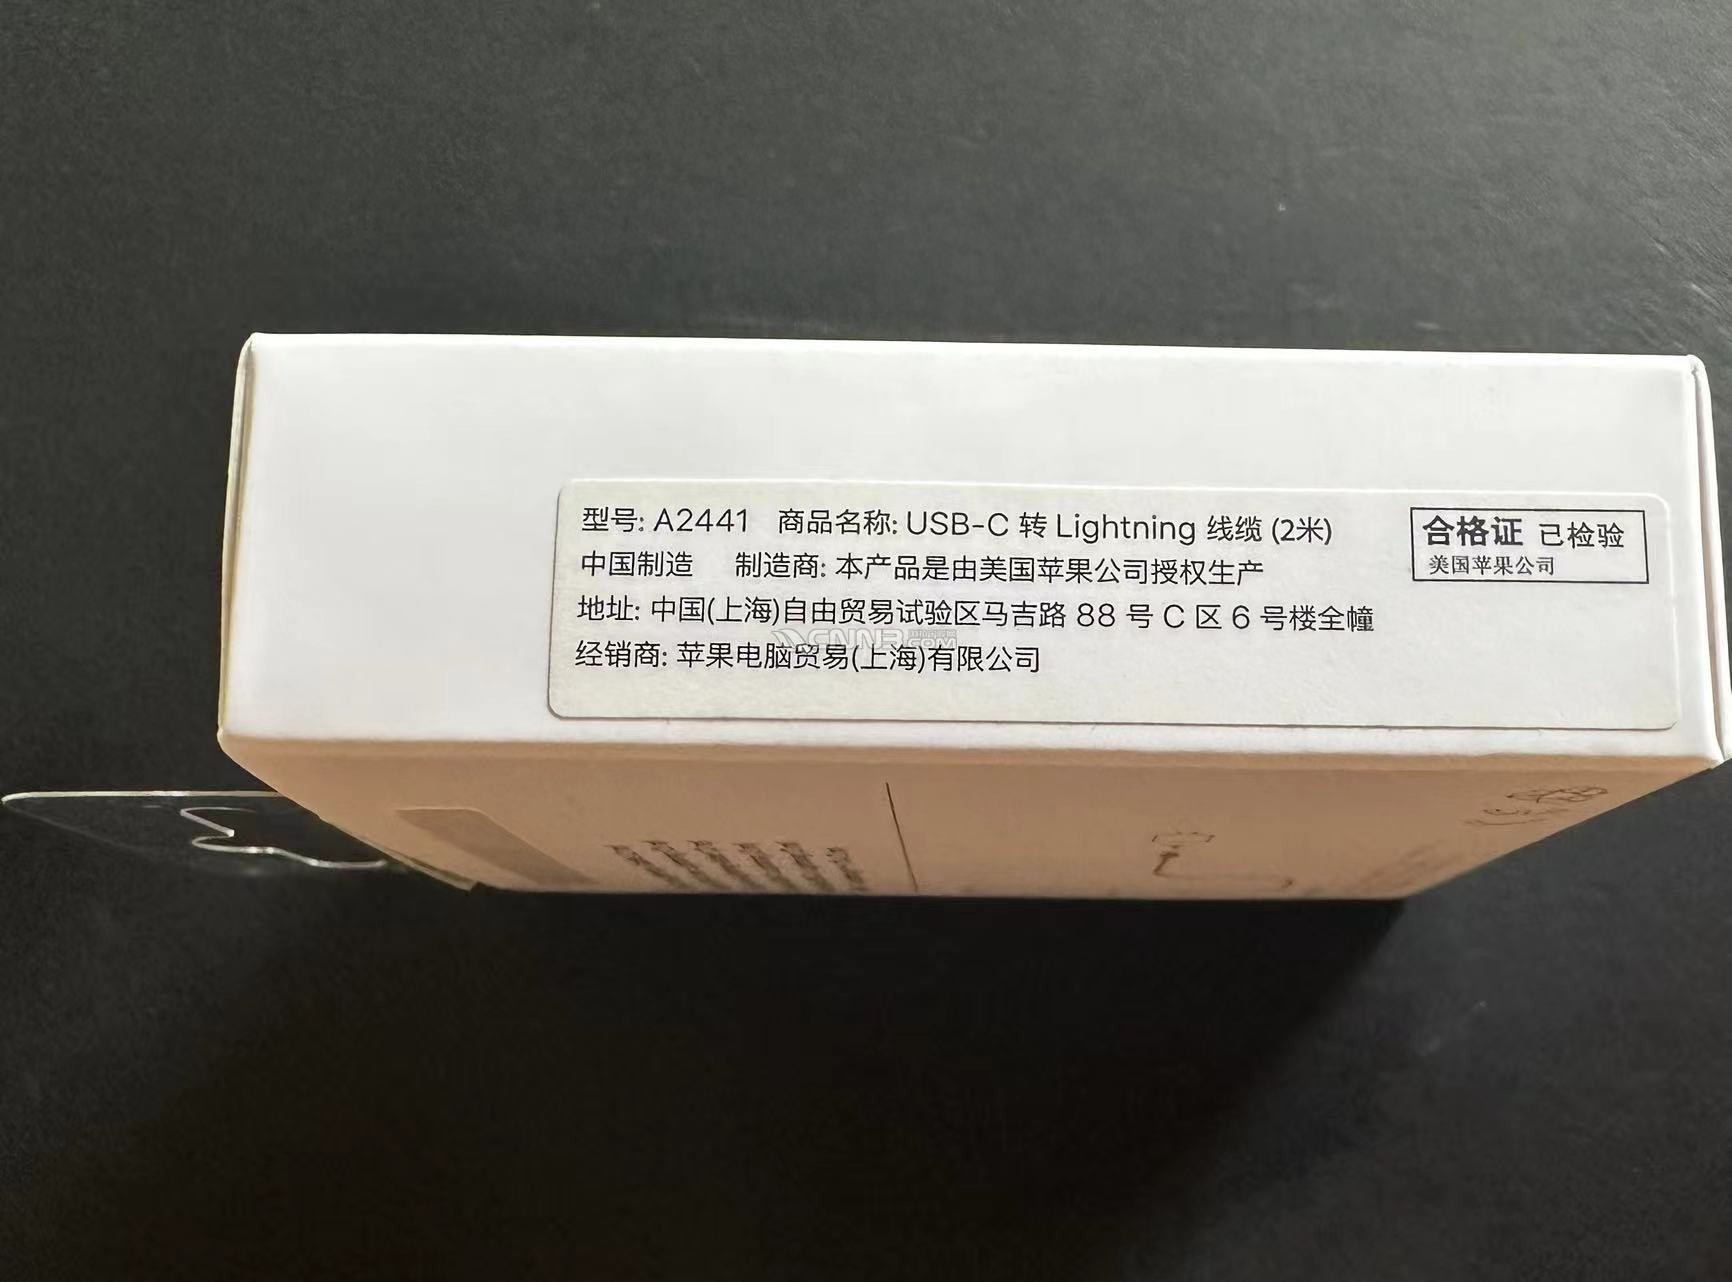 型号: A2441 商品名称: USB-C 转 Lightning 线缆 (2米)
中国制造 制造商: 本产品是由美国苹果公司授权生产
地址: 中国(上海)自由贸易试验区马吉路 88 号 C 区 6 号楼全幢
经销商: 苹果电脑贸易(上海)有限公司
合格证 已检验
美国苹果公司